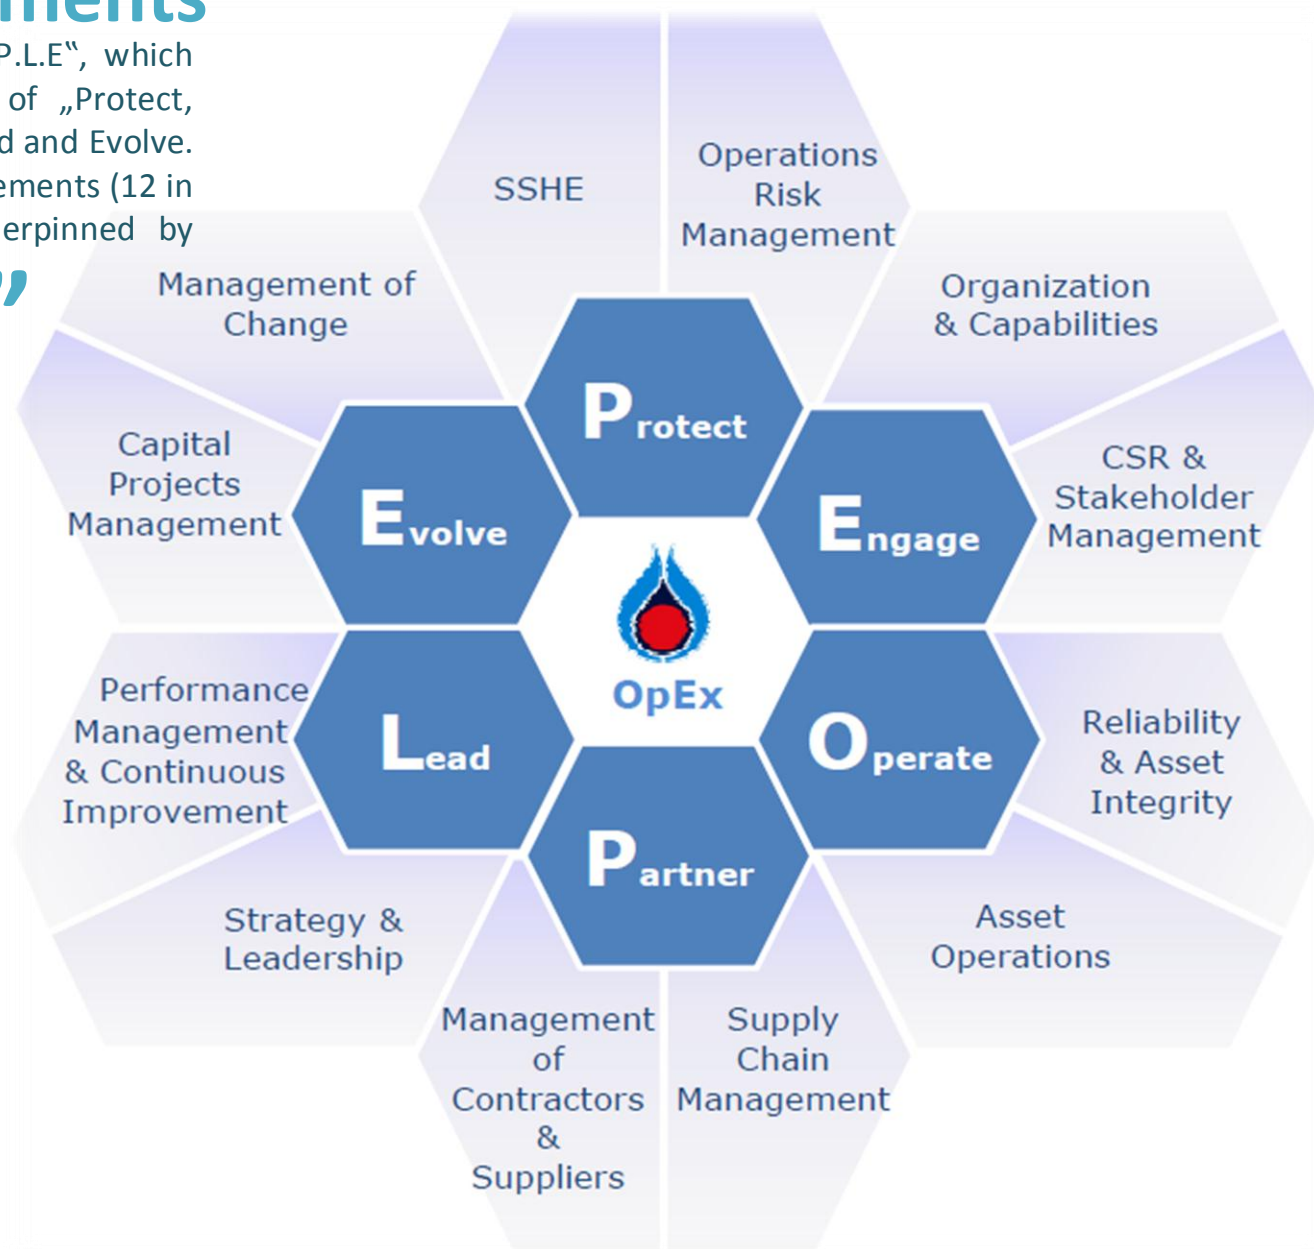 ments
P.L.E‟, which
of „Protect,
d and Evolve.
ements (12 in
erpinned by
”
SSHE
Operations
Risk
Management
Organization
& Capabilities
CSR &
Stakeholder
Management
Reliability
& Asset
Integrity
Asset
Operations
Supply
Chain
Management
Management
of
Contractors
&
Suppliers
Strategy &
Leadership
Performance
Management
& Continuous
Improvement
Capital
Projects
Management
Management of
Change
Protect
Engage
Operate
Partner
Lead
Evolve
OpEx